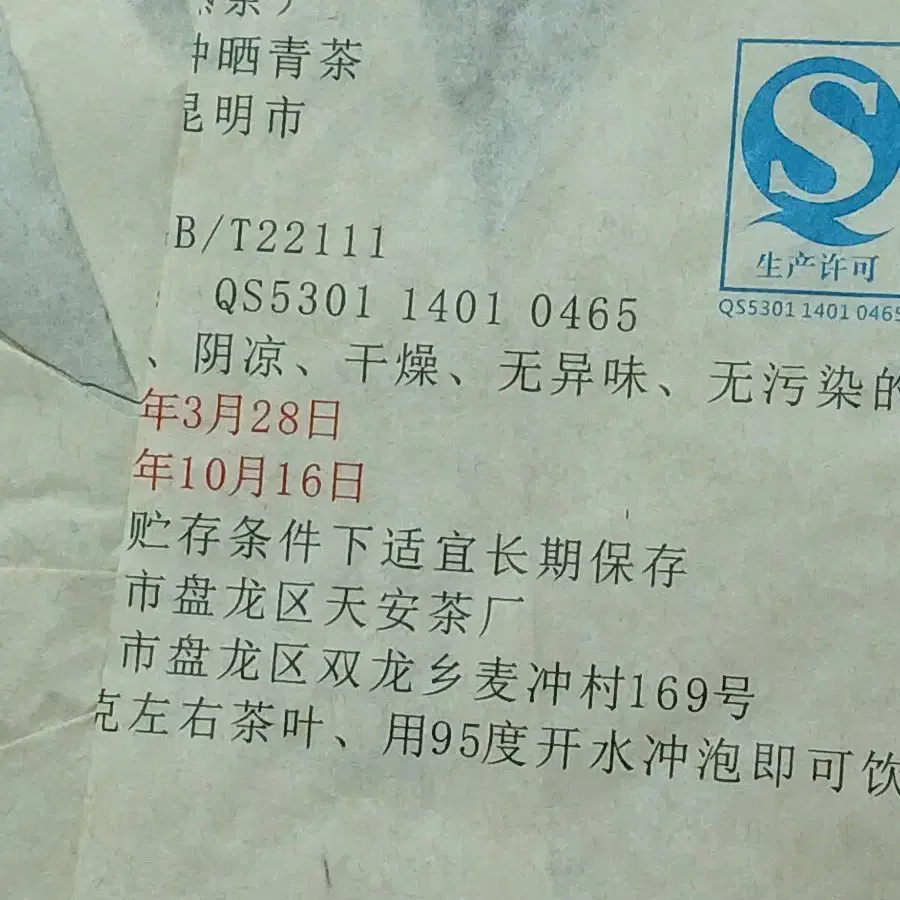 晒青茶
昆明市
B/T22111
QS5301 1401 0465
、阴凉、干燥、无异味、无污染的
年3月28日
年10月16日
贮存条件下适宜长期保存
市盘龙区天安茶厂
市盘龙区双龙乡麦冲村169号
克左右茶叶、用95度开水冲泡即可饮
生产许可
QS5301 1401 0465